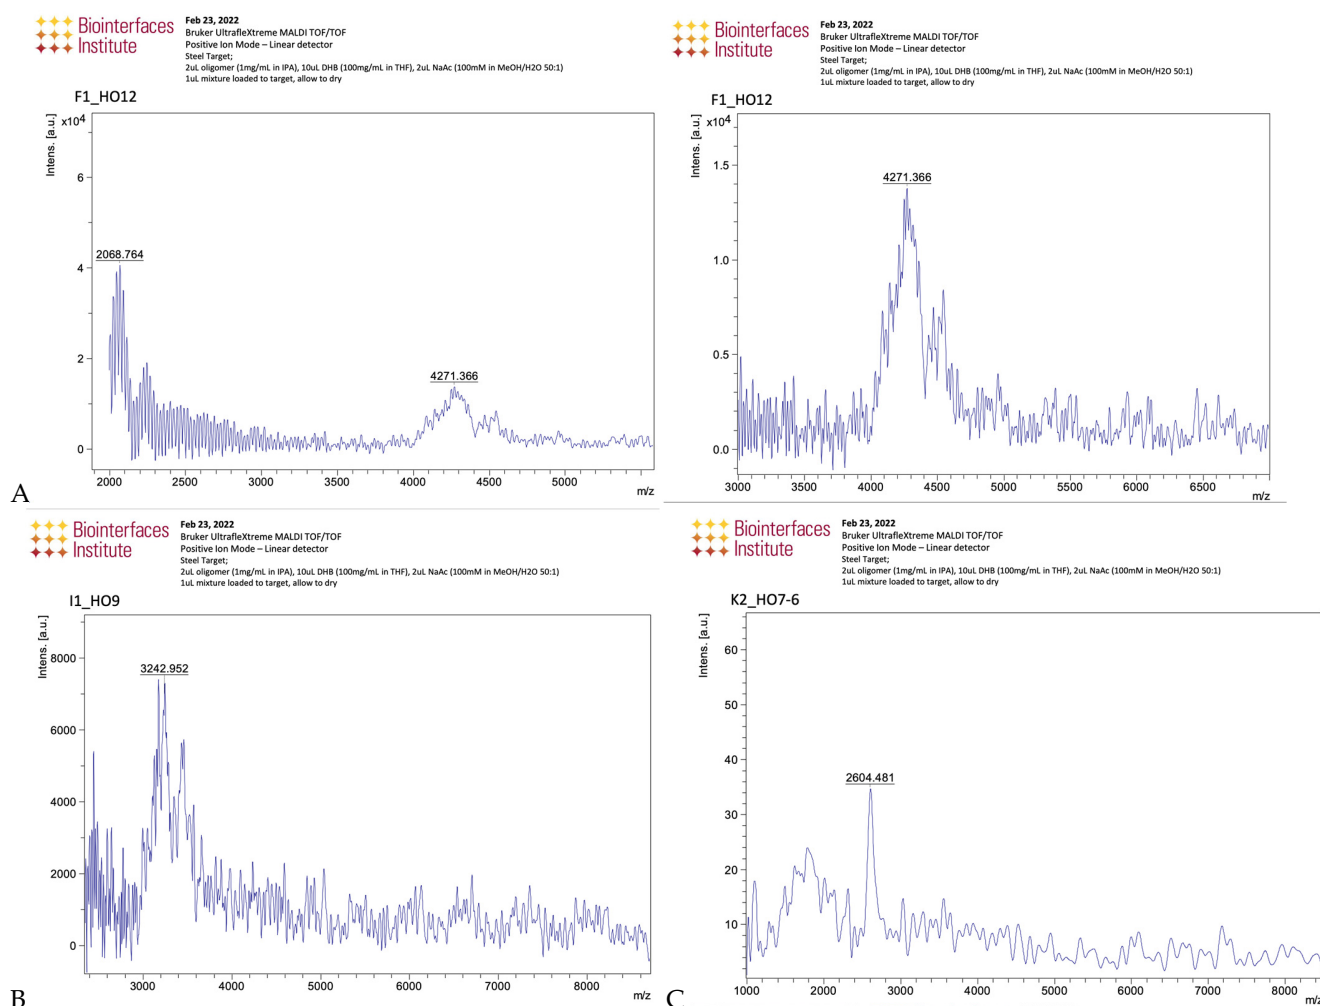 Biointerfaces
Institute
Feb 23, 2022
Bruker UltrafleXtreme MALDI TOF/TOF
Positive Ion Mode – Linear detector
Steel Target;
2uL oligomer (1mg/mL in IPA), 10uL DHB (100mg/mL in THF), 2uL NaAc (100mM in MeOH/H2O 50:1)
1uL mixture loaded to target, allow to dry
F1_HO12
Intens. [a.u.]
x10⁴
6
4
2
0
2068.764
4271.366
2000 2500 3000 3500 4000 4500 5000
m/z
A
Biointerfaces
Institute
Feb 23, 2022
Bruker UltrafleXtreme MALDI TOF/TOF
Positive Ion Mode – Linear detector
Steel Target;
2uL oligomer (1mg/mL in IPA), 10uL DHB (100mg/mL in THF), 2uL NaAc (100mM in MeOH/H2O 50:1)
1uL mixture loaded to target, allow to dry
F1_HO12
Intens. [a.u.]
x10⁴
1.5
1.0
0.5
0.0
4271.366
3000 3500 4000 4500 5000 5500 6000 6500
m/z
Biointerfaces
Institute
Feb 23, 2022
Bruker UltrafleXtreme MALDI TOF/TOF
Positive Ion Mode – Linear detector
Steel Target;
2uL oligomer (1mg/mL in IPA), 10uL DHB (100mg/mL in THF), 2uL NaAc (100mM in MeOH/H2O 50:1)
1uL mixture loaded to target, allow to dry
I1_HO9
Intens. [a.u.]
8000
6000
4000
2000
0
3242.952
3000 4000 5000 6000 7000 8000
m/z
B
Biointerfaces
Institute
Feb 23, 2022
Bruker UltrafleXtreme MALDI TOF/TOF
Positive Ion Mode – Linear detector
Steel Target;
2uL oligomer (1mg/mL in IPA), 10uL DHB (100mg/mL in THF), 2uL NaAc (100mM in MeOH/H2O 50:1)
1uL mixture loaded to target, allow to dry
K2_HO7-6
Intens. [a.u.]
60
50
40
30
20
10
2604.481
1000 2000 3000 4000 5000 6000 7000 8000
m/z
C